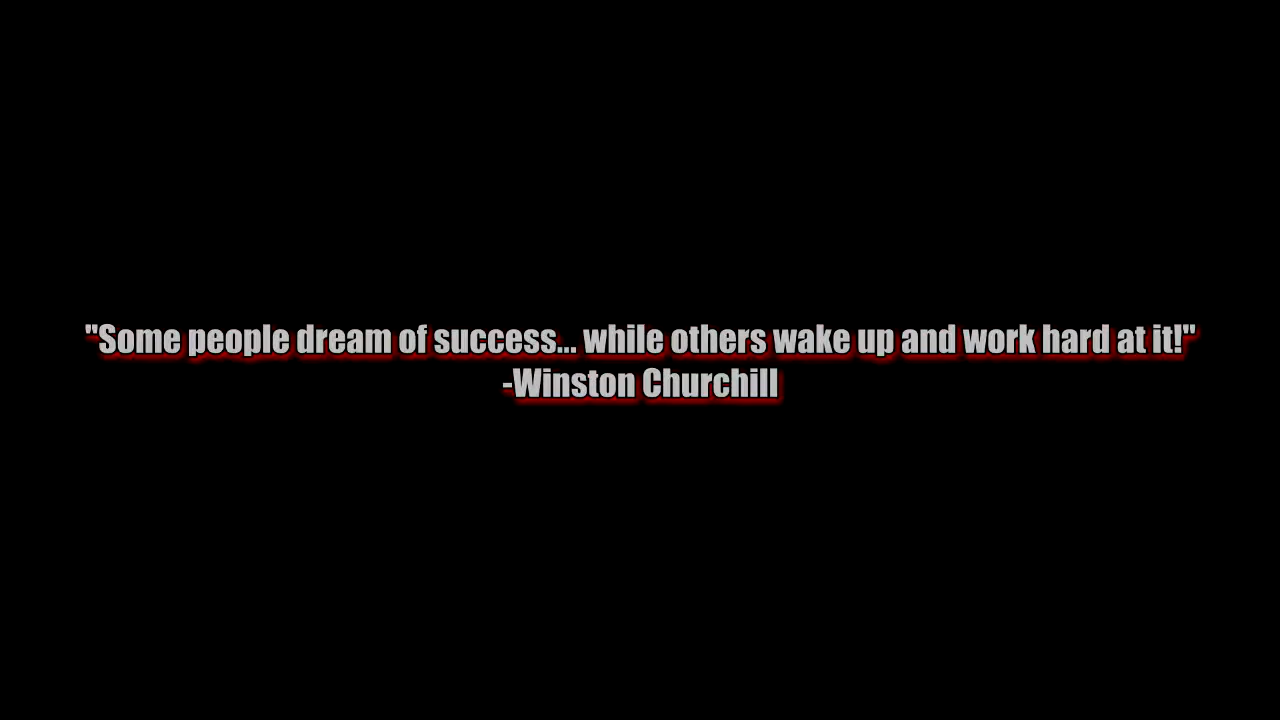 "Some people dream of success... while others wake up and work hard at it!"
-Winston Churchill